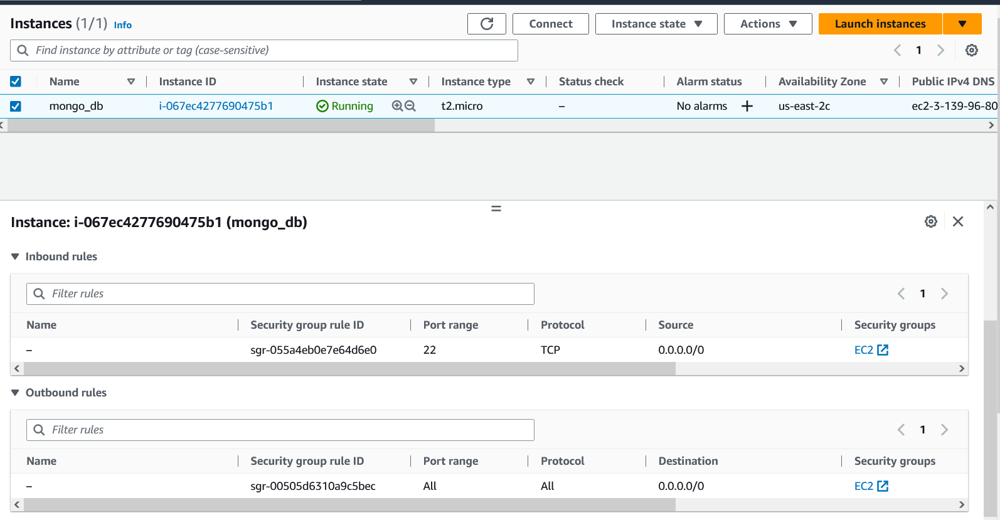 Instances (1/1) Info
Connect
Instance state
Actions
Launch instances
Find instance by attribute or tag (case-sensitive)
1
Name Instance ID Instance state Instance type Status check Alarm status Availability Zone Public IPv4 DNS
mongo_db i-067ec4277690475b1 Running t2.micro – No alarms + us-east-2c ec2-3-139-96-80
Instance: i-067ec4277690475b1 (mongo_db)
Inbound rules
Filter rules
1
Name Security group rule ID Port range Protocol Source Security groups
– sgr-055a4eb0e7e64d6e0 22 TCP 0.0.0.0/0 EC2
Outbound rules
Filter rules
1
Name Security group rule ID Port range Protocol Destination Security groups
– sgr-00505d6310a9c5bec All All 0.0.0.0/0 EC2